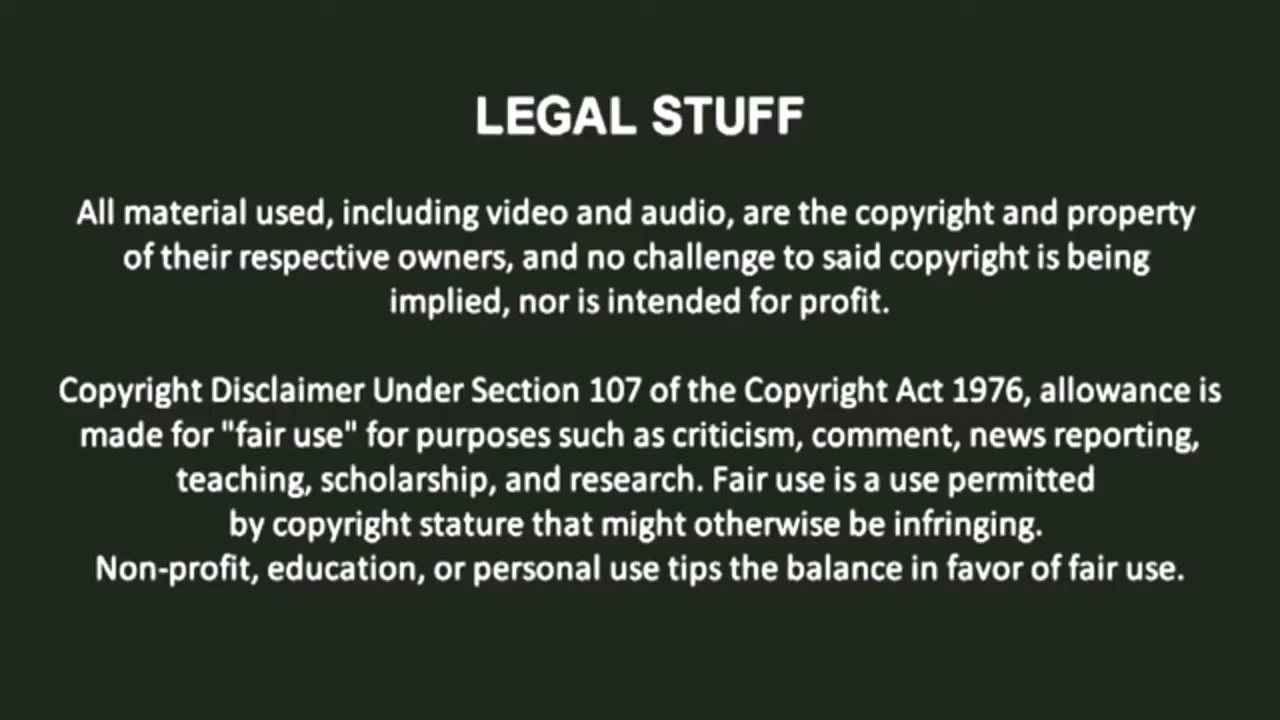 LEGAL STUFF
All material used, including video and audio, are the copyright and property
of their respective owners, and no challenge to said copyright is being
implied, nor is intended for profit.
Copyright Disclaimer Under Section 107 of the Copyright Act 1976, allowance is
made for "fair use" for purposes such as criticism, comment, news reporting,
teaching, scholarship, and research. Fair use is a use permitted
by copyright stature that might otherwise be infringing.
Non-profit, education, or personal use tips the balance in favor of fair use.